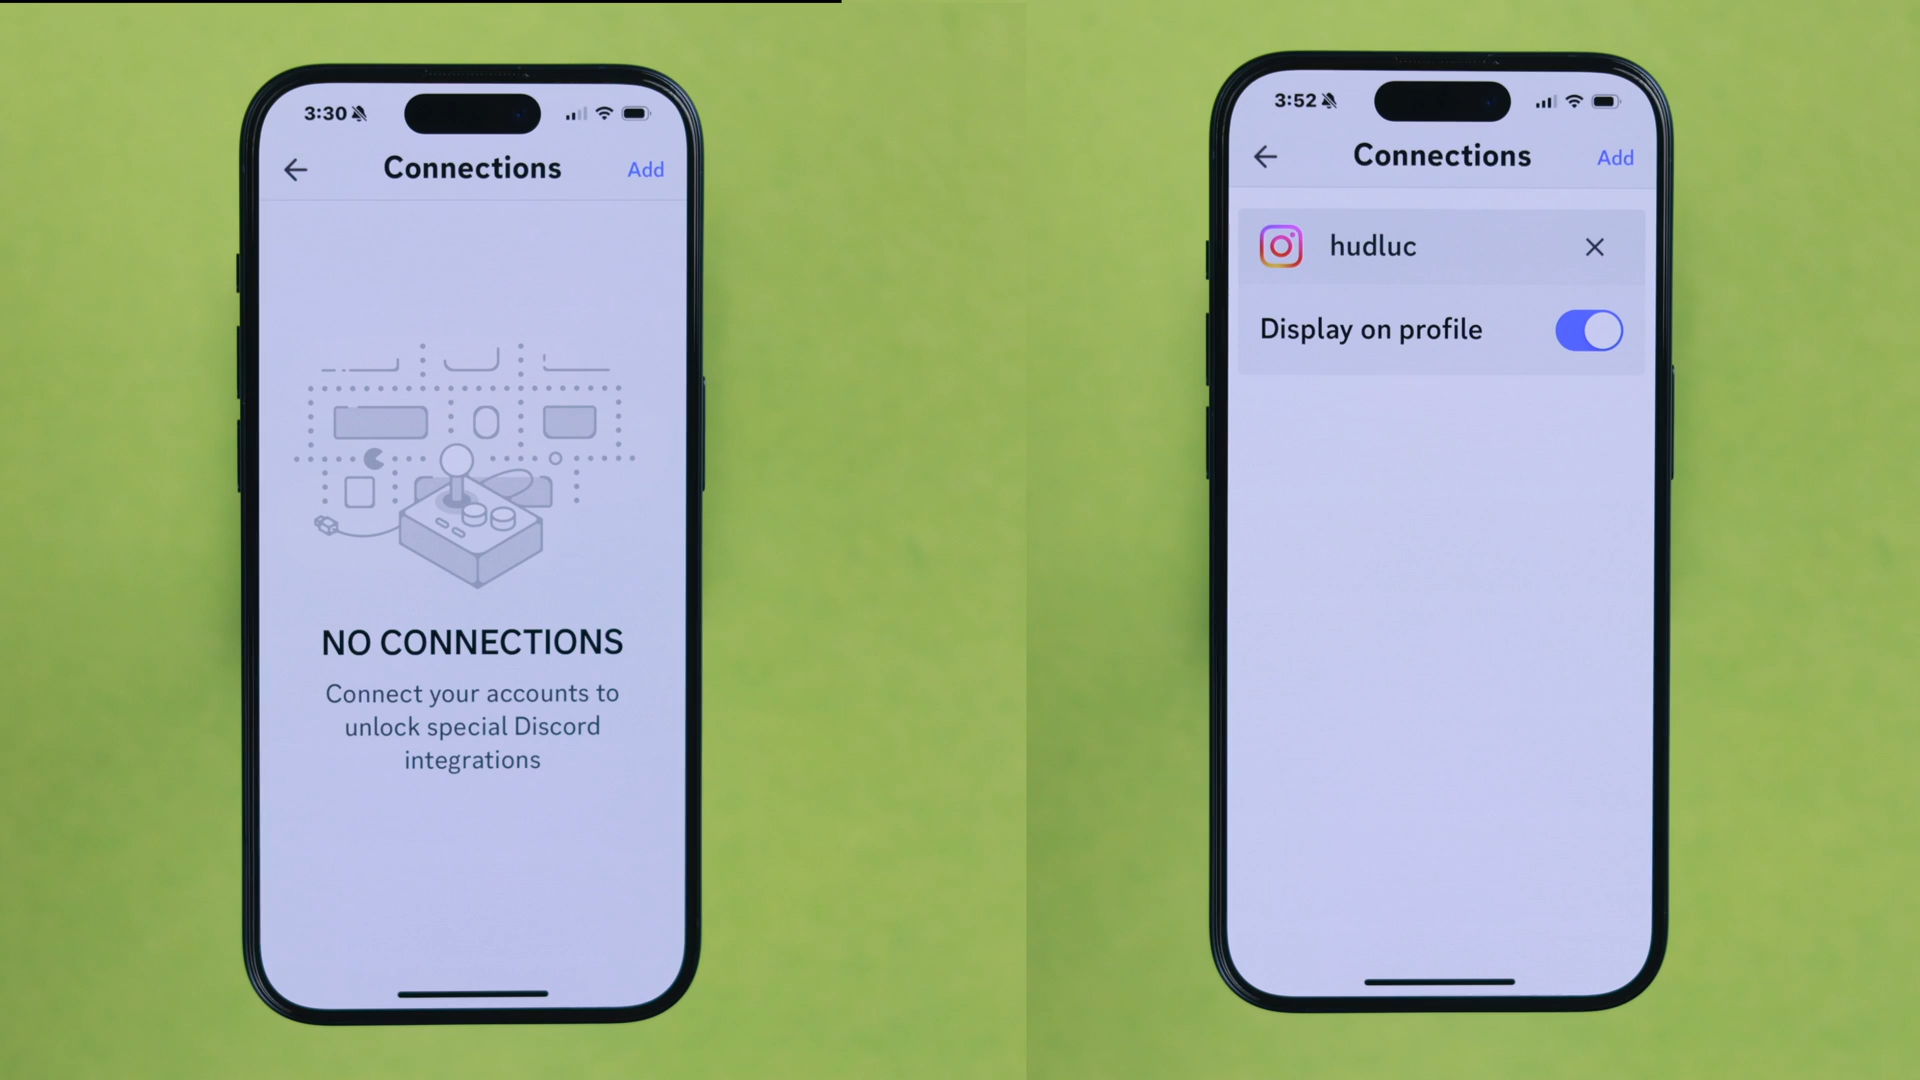 3:30
Connections
Add
NO CONNECTIONS
Connect your accounts to
unlock special Discord
integrations
3:52
Connections
Add
hudluc
Display on profile